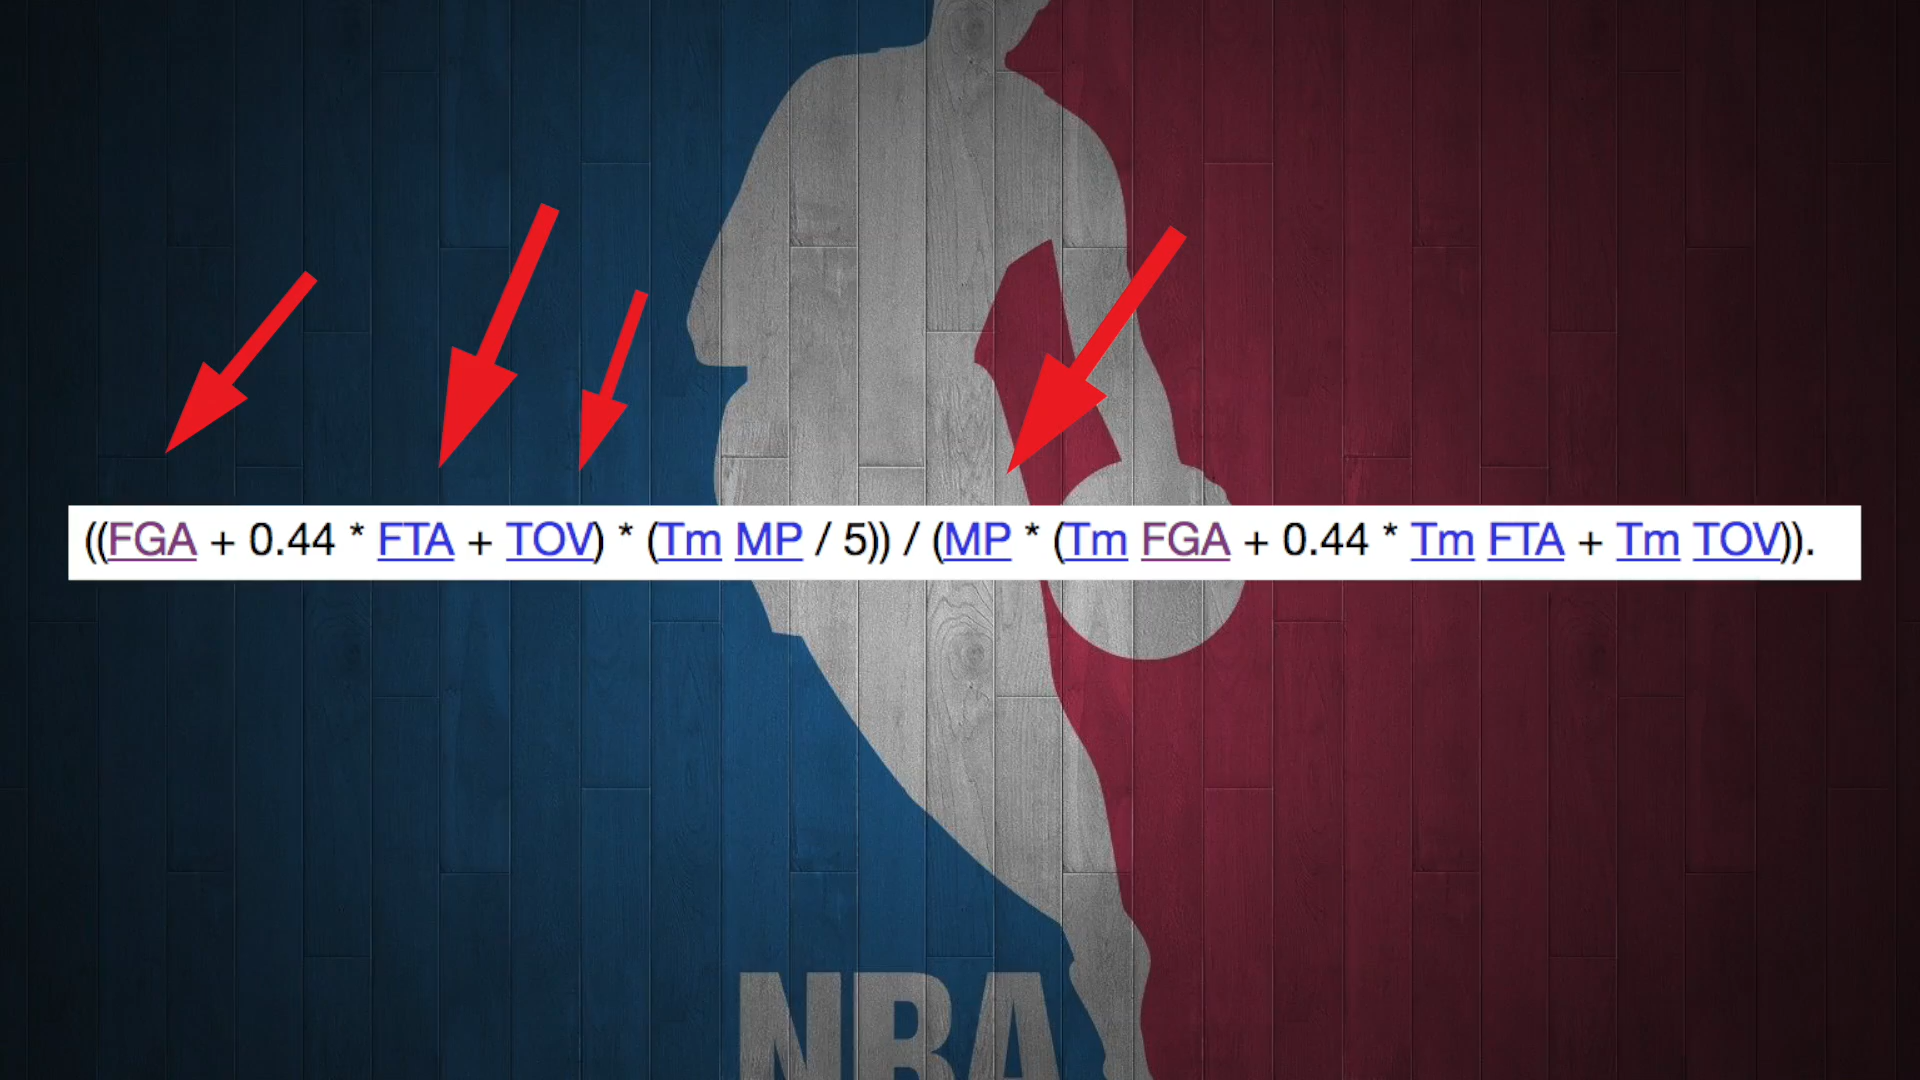 ((FGA + 0.44 * FTA + TOV) * (Tm MP / 5)) / (MP * (Tm FGA + 0.44 * Tm FTA + Tm TOV)).
NBA